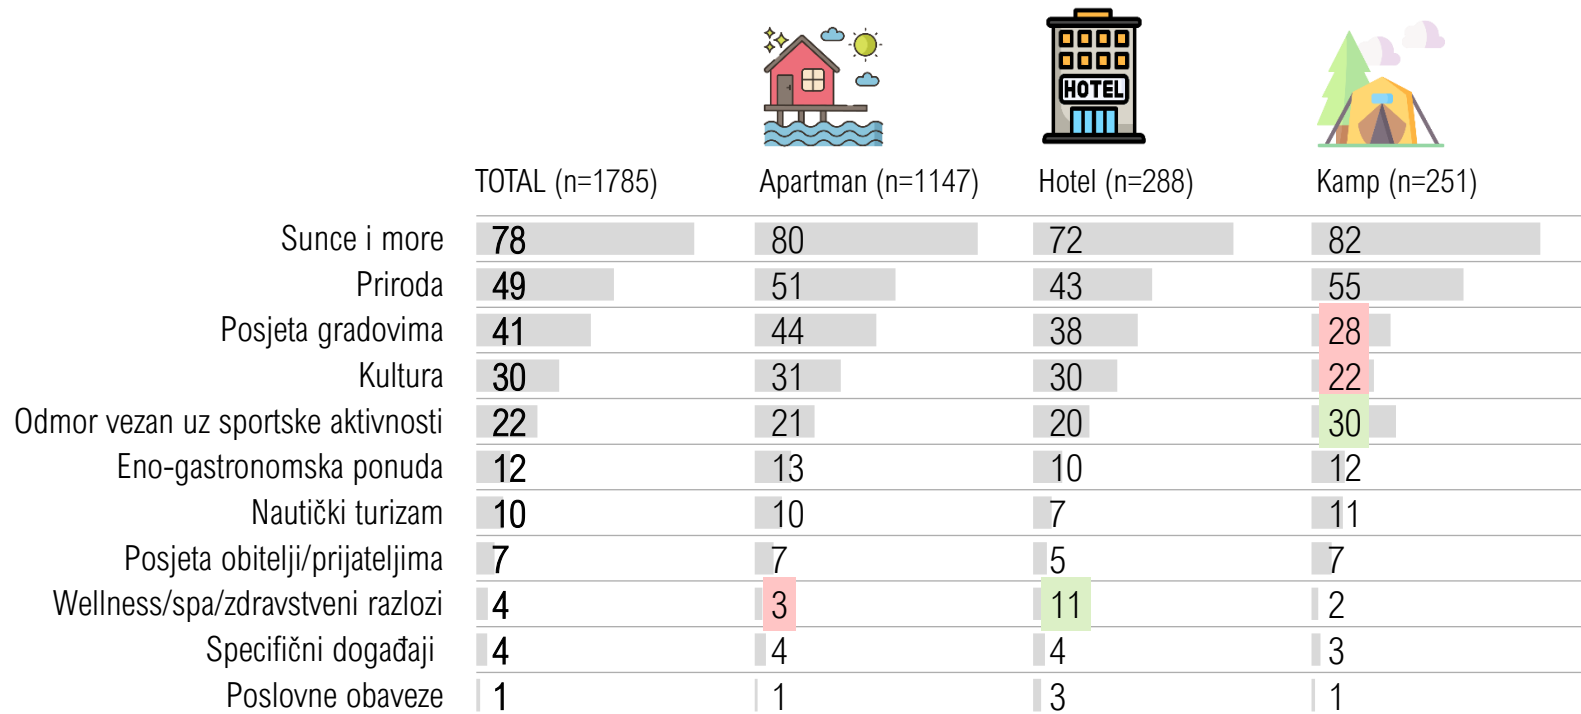 HOTEL
TOTAL (n=1785) Apartman (n=1147) Hotel (n=288) Kamp (n=251)
Sunce i more 78 80 72 82
Priroda 49 51 43 55
Posjeta gradovima 41 44 38 28
Kultura 30 31 30 22
Odmor vezan uz sportske aktivnosti 22 21 20 30
Eno-gastronomska ponuda 12 13 10 12
Nautički turizam 10 10 7 11
Posjeta obitelji/prijateljima 7 7 5 7
Wellness/spa/zdravstveni razlozi 4 3 11 2
Specifični događaji 4 4 4 3
Poslovne obaveze 1 1 3 1